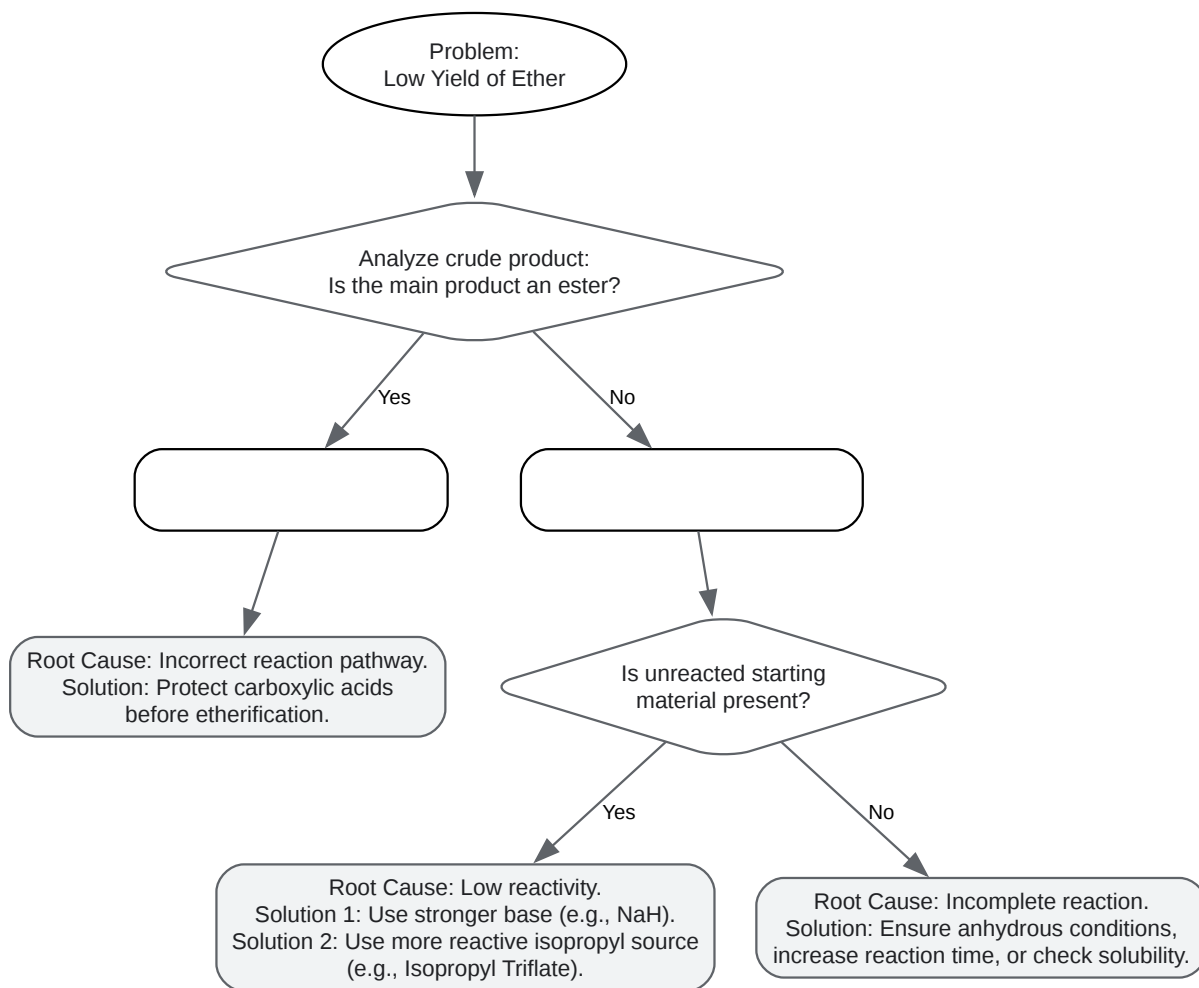 Problem:
Low Yield of Ether
Analyze crude product:
Is the main product an ester?
Yes
No
Root Cause: Incorrect reaction pathway.
Solution: Protect carboxylic acids
before etherification.
Is unreacted starting
material present?
Yes
No
Root Cause: Low reactivity.
Solution 1: Use stronger base (e.g., NaH).
Solution 2: Use more reactive isopropyl source
(e.g., Isopropyl Triflate).
Root Cause: Incomplete reaction.
Solution: Ensure anhydrous conditions,
increase reaction time, or check solubility.